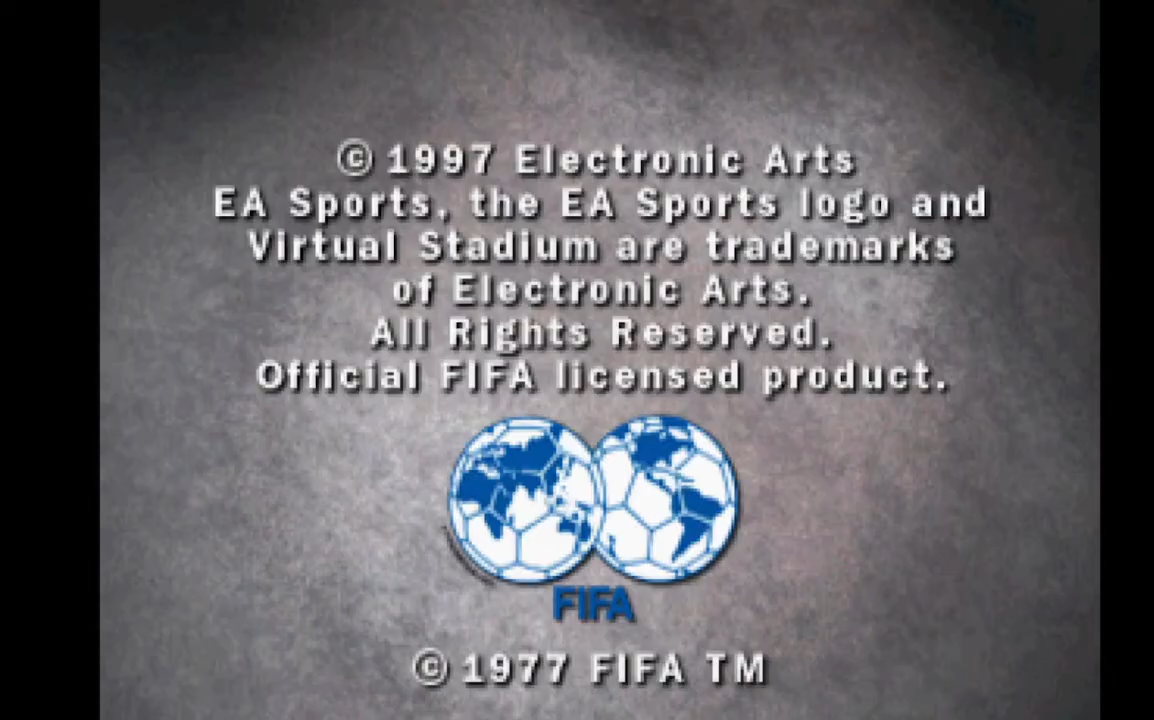 © 1997 Electronic Arts
EA Sports, the EA Sports logo and
Virtual Stadium are trademarks
of Electronic Arts.
All Rights Reserved.
Official FIFA licensed product.
FIFA
© 1977 FIFA TM